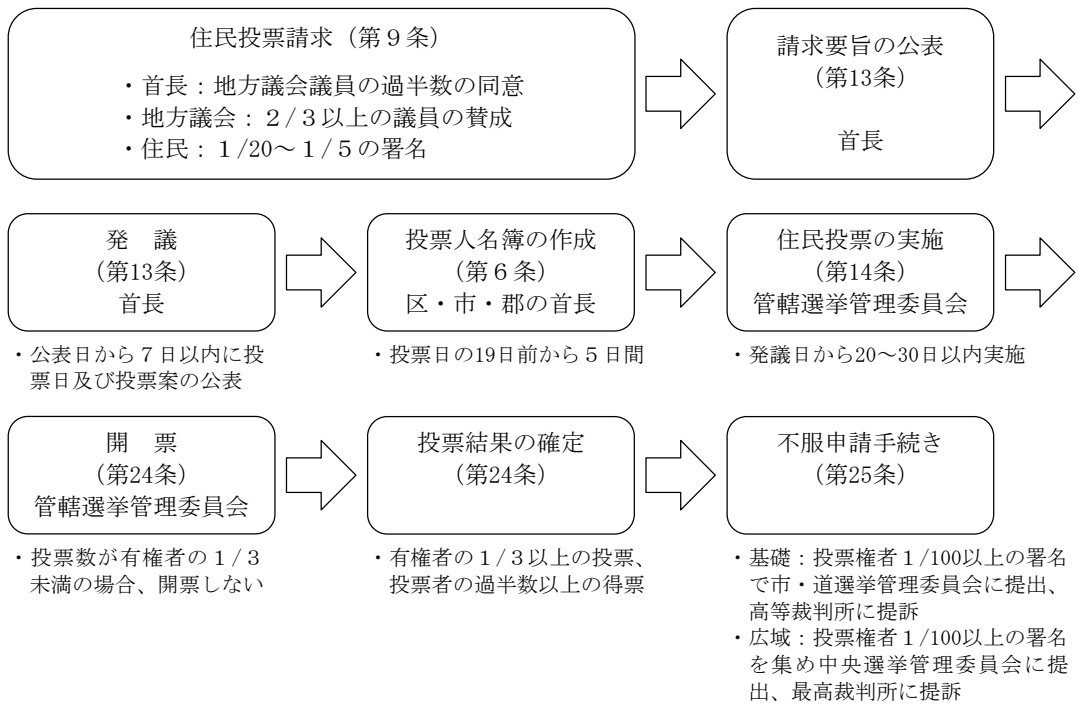 住民投票請求（第９条）
・首長：地方議会議員の過半数の同意
・地方議会：２/３以上の議員の賛成
・住民：１/20～１/５の署名
請求要旨の公表
（第13条）
首長
発　議
（第13条）
首長
・公表日から７日以内に投
票日及び投票案の公表
投票人名簿の作成
（第６条）
区・市・郡の首長
・投票日の19日前から５日間
住民投票の実施
（第14条）
管轄選挙管理委員会
・発議日から20～30日以内実施
開　票
（第24条）
管轄選挙管理委員会
・投票数が有権者の１/３
未満の場合、開票しない
投票結果の確定
（第24条）
・有権者の１/３以上の投票、
投票者の過半数以上の得票
不服申請手続き
（第25条）
・基礎：投票権者１/100以上の署名
で市・道選挙管理委員会に提出、
高等裁判所に提訴
・広域：投票権者１/100以上の署名
を集め中央選挙管理委員会に提
出、最高裁判所に提訴